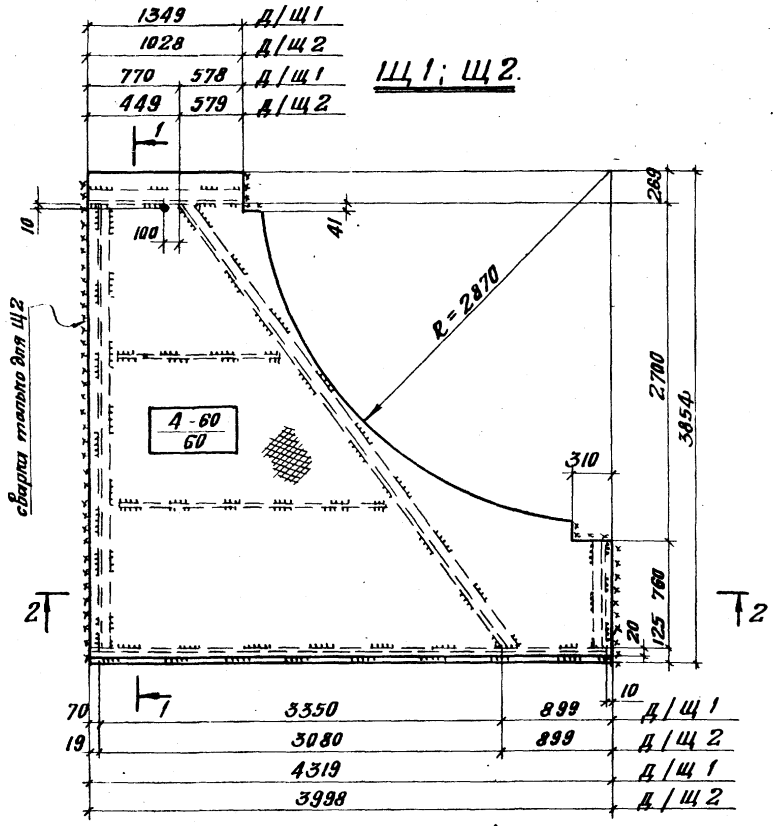 1349 Д/Щ1
1028 Д/Щ2
770 578 Д/Щ1
449 579 Д/Щ2
Щ1; Щ2.
1
10
100
41
269
R=2870
2700
3854
сварка только для Щ2
А-60
60
310
760
125
20
2
2
10
1
70 3350 899 Д/Щ1
19 3080 899 Д/Щ2
4319 Д/Щ1
3998 Д/Щ2